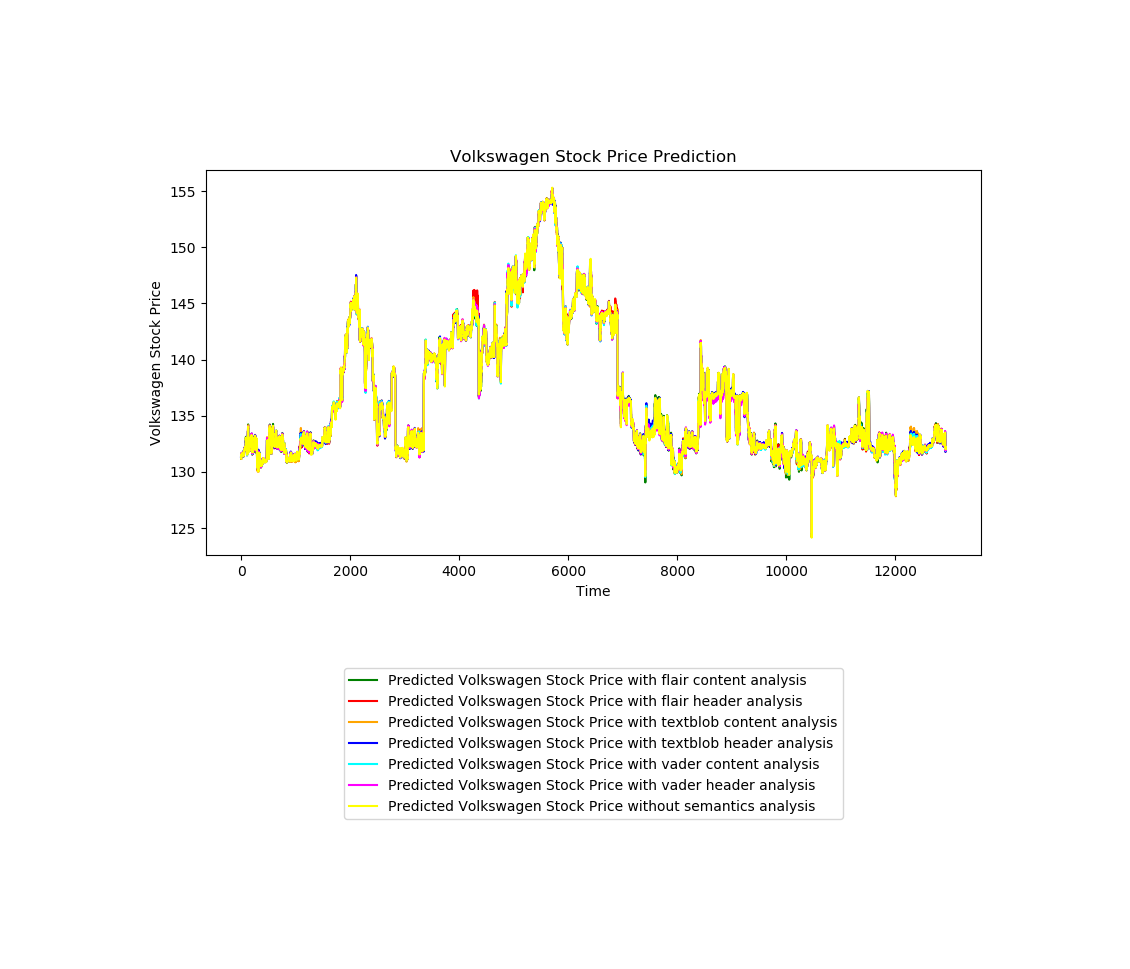 Volkswagen Stock Price Prediction
155
150
145
140
135
130
125
Volkswagen Stock Price
0 2000 4000 6000 8000 10000 12000
Time
Predicted Volkswagen Stock Price with flair content analysis
Predicted Volkswagen Stock Price with flair header analysis
Predicted Volkswagen Stock Price with textblob content analysis
Predicted Volkswagen Stock Price with textblob header analysis
Predicted Volkswagen Stock Price with vader content analysis
Predicted Volkswagen Stock Price with vader header analysis
Predicted Volkswagen Stock Price without semantics analysis